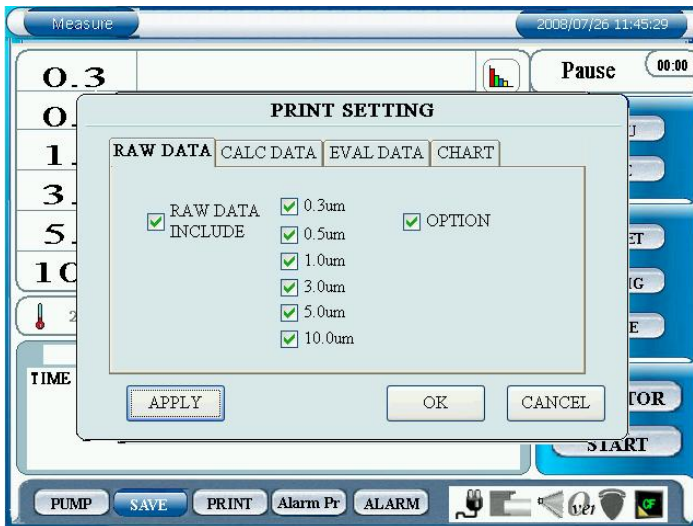 Measure
2008/07/26 11:45:29
0.3
Pause
00:00
PRINT SETTING
RAW DATA
CALC DATA
EVAL DATA
CHART
RAW DATA
INCLUDE
0.3um
0.5um
1.0um
3.0um
5.0um
10.0um
OPTION
TIME
APPLY
OK
CANCEL
START
PUMP
SAVE
PRINT
Alarm Pr
ALARM
CF